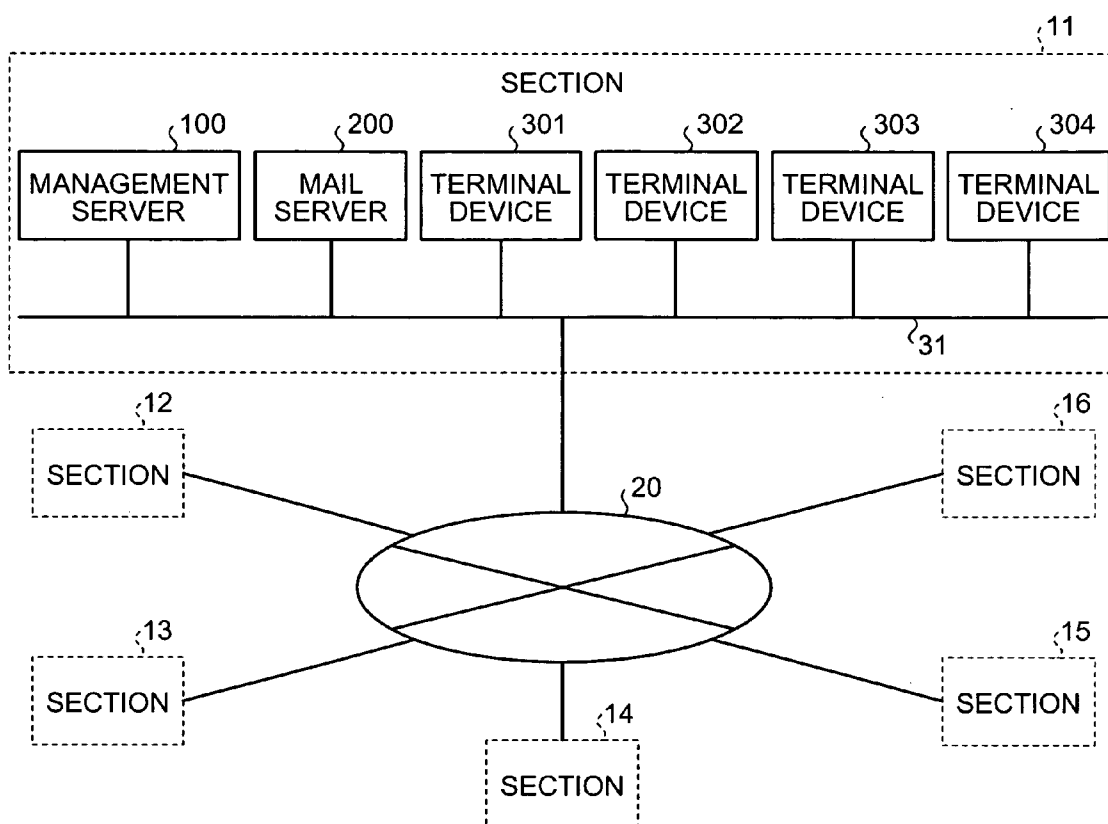 11
SECTION
100
200
301
302
303
304
MANAGEMENT
SERVER
MAIL
SERVER
TERMINAL
DEVICE
TERMINAL
DEVICE
TERMINAL
DEVICE
TERMINAL
DEVICE
31
12
SECTION
16
SECTION
20
13
SECTION
15
SECTION
14
SECTION